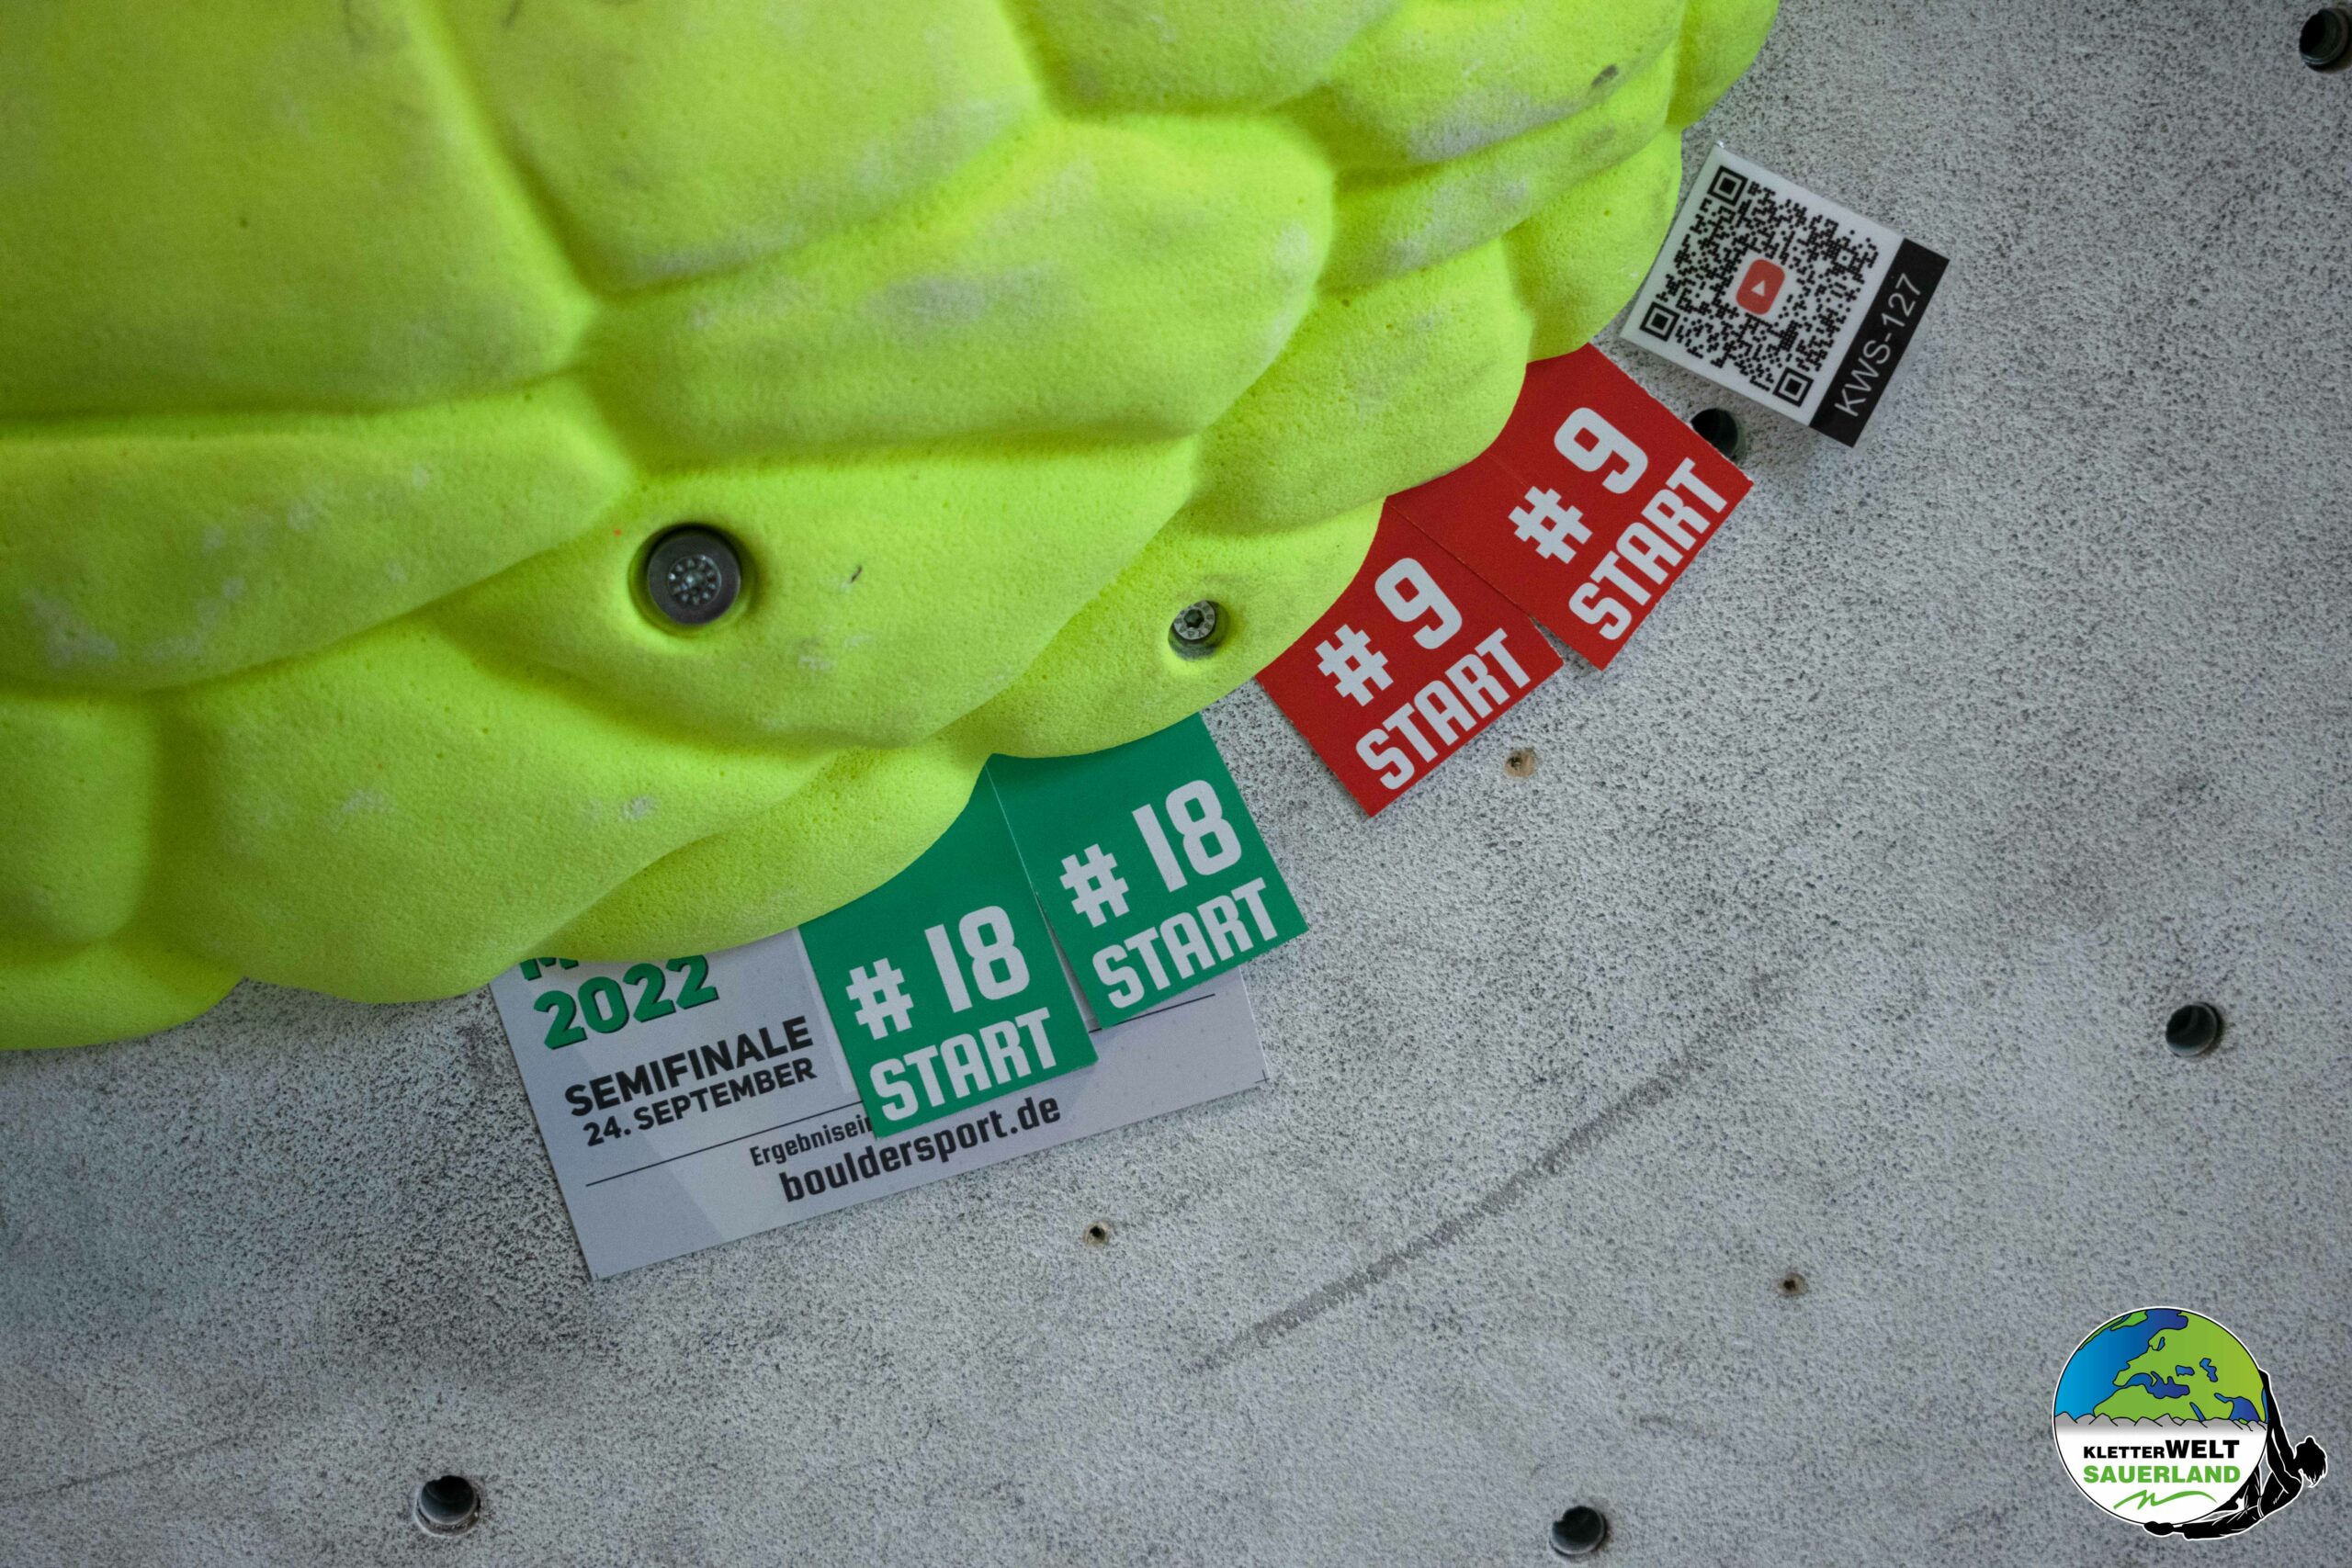 KWS-127
# 9
START
# 9
START
# 18
START
# 18
START
2022
SEMIFINALE
24. SEPTEMBER
bouldersport.de
KLETTERWELT
SAUERLAND